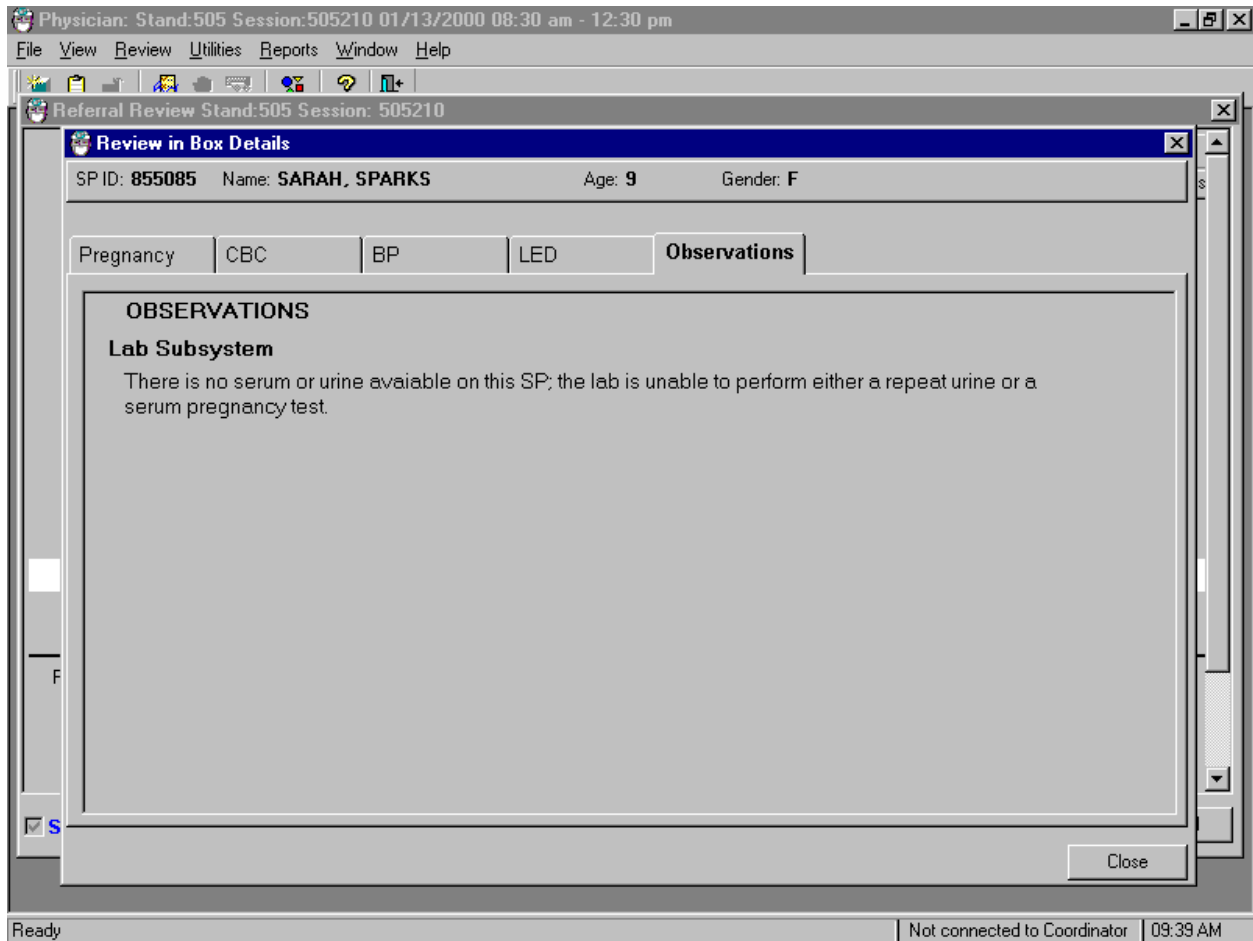 Physician: Stand:505 Session:505210 01/13/2000 08:30 am - 12:30 pm
File View Review Utilities Reports Window Help
Referral Review Stand:505 Session: 505210
Review in Box Details
SP ID: 855085 Name: SARAH, SPARKS Age: 9 Gender: F
s
Pregnancy CBC BP LED Observations
OBSERVATIONS
Lab Subsystem
There is no serum or urine avaiable on this SP; the lab is unable to perform either a repeat urine or a
serum pregnancy test.
F
S
Close
Ready Not connected to Coordinator 09:39 AM